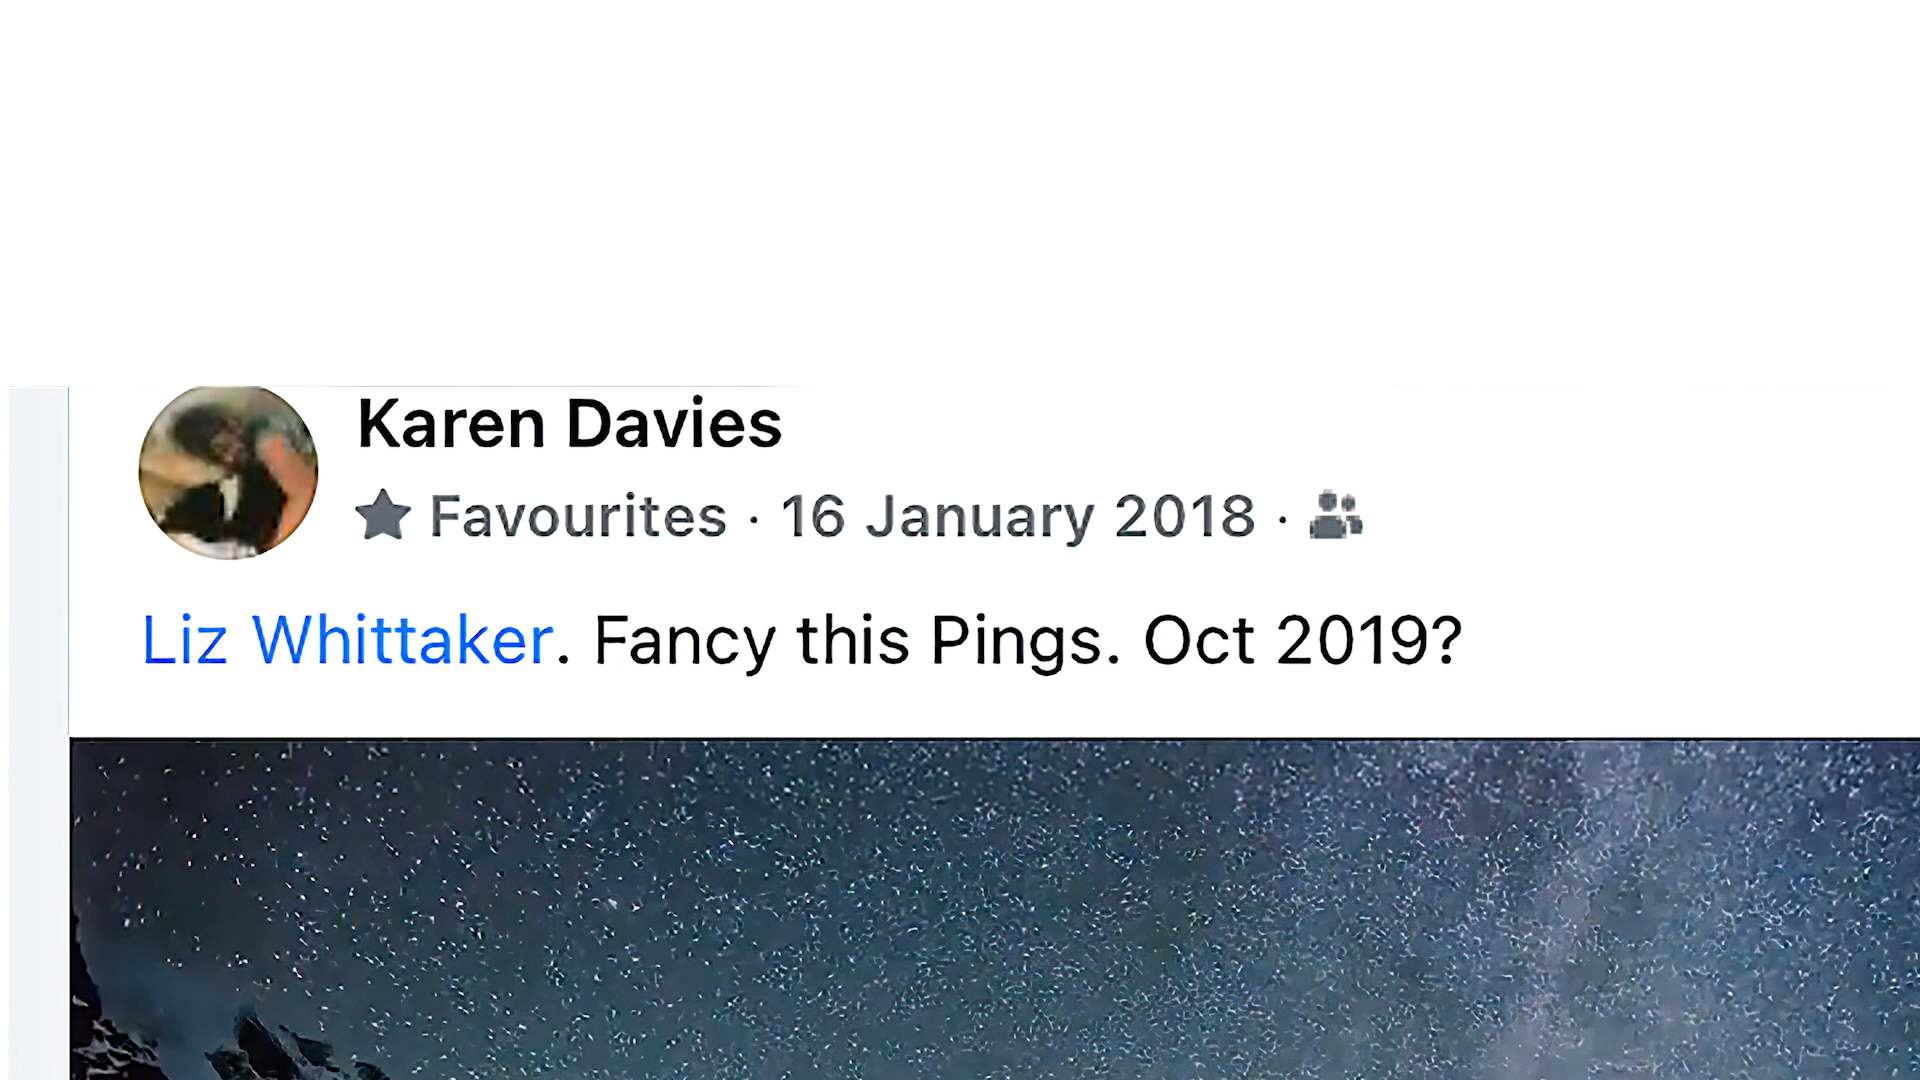 Karen Davies
Favourites · 16 January 2018 ·
Liz Whittaker. Fancy this Pings. Oct 2019?